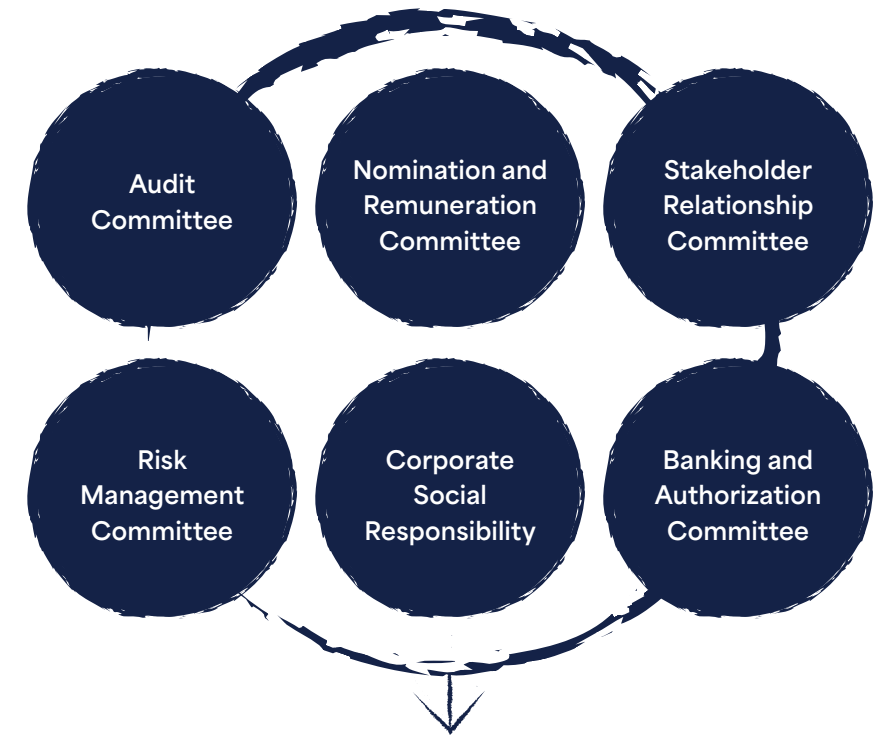 Audit
Committee
Nomination and
Remuneration
Committee
Stakeholder
Relationship
Committee
Risk
Management
Committee
Corporate
Social
Responsibility
Banking and
Authorization
Committee